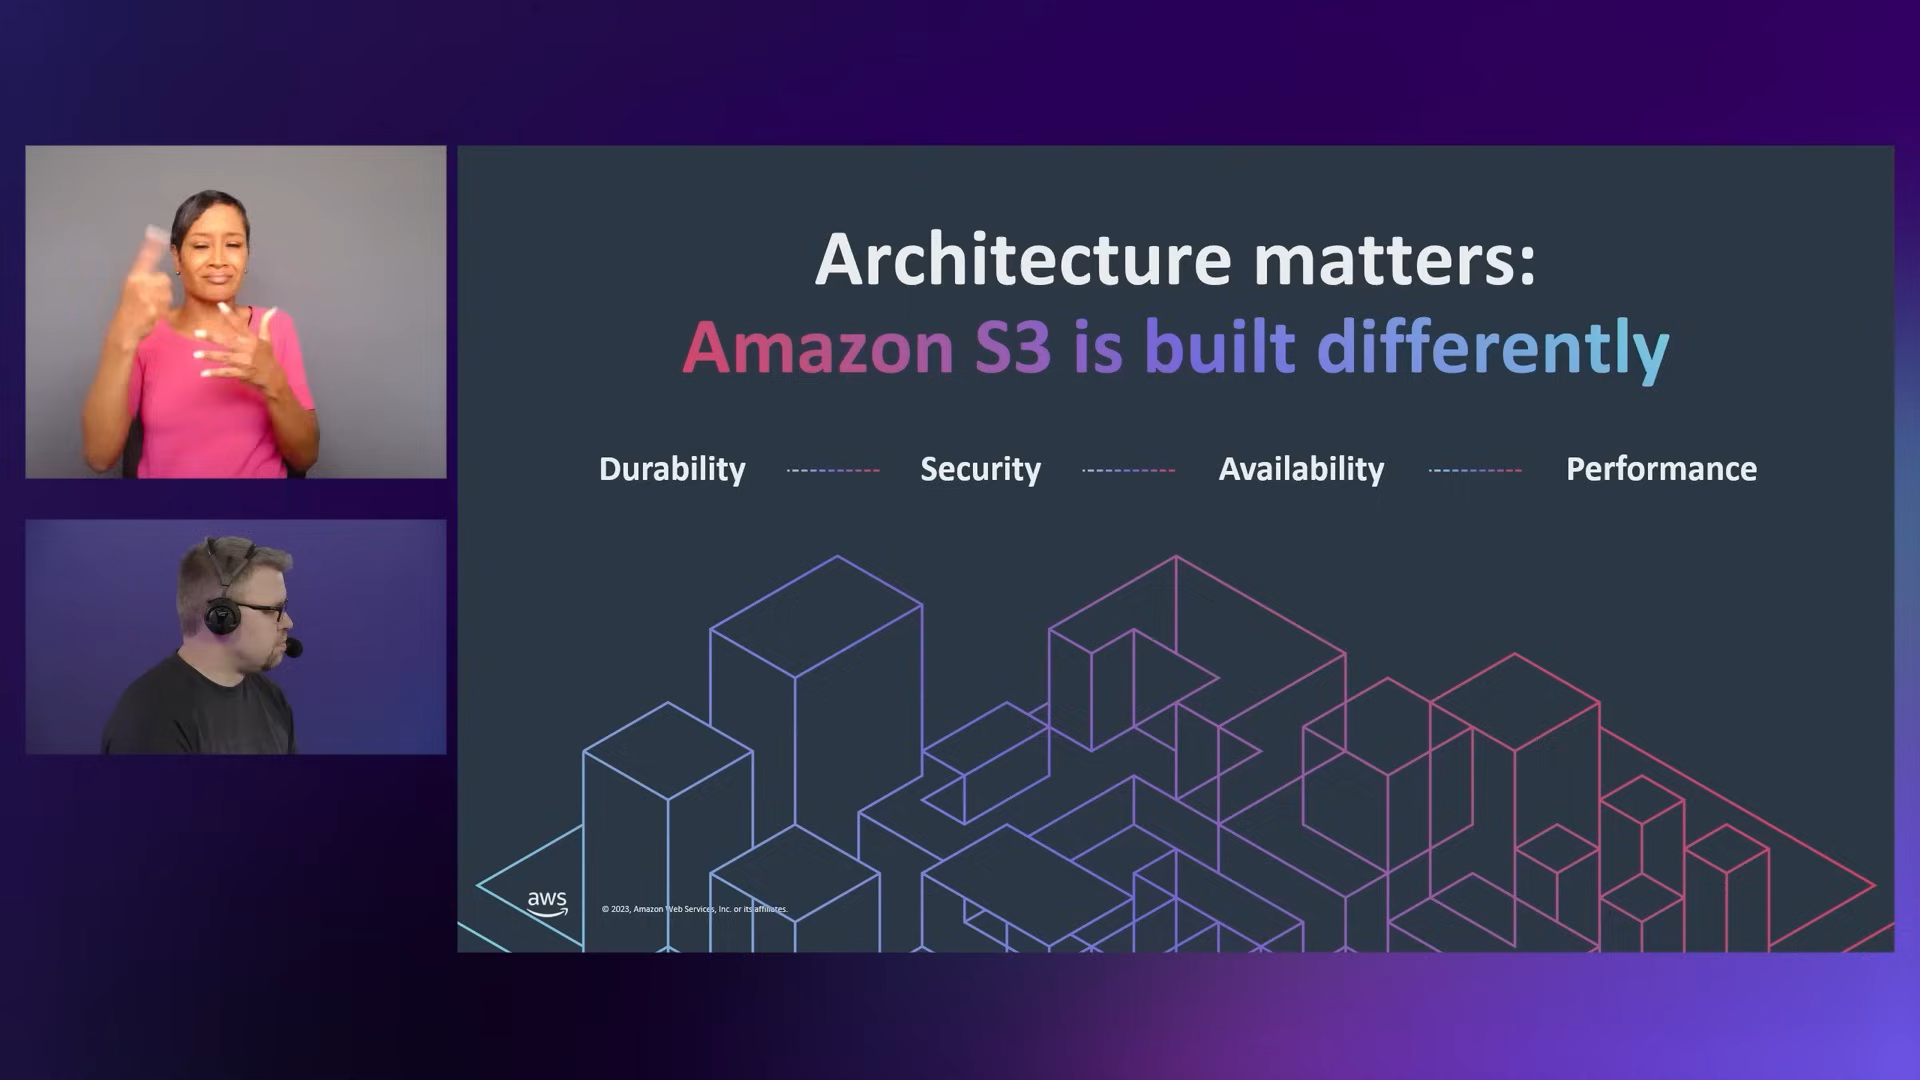 Architecture matters:
Amazon S3 is built differently
Durability Security Availability Performance
aws
© 2023, Amazon Web Services, Inc. or its affiliates.